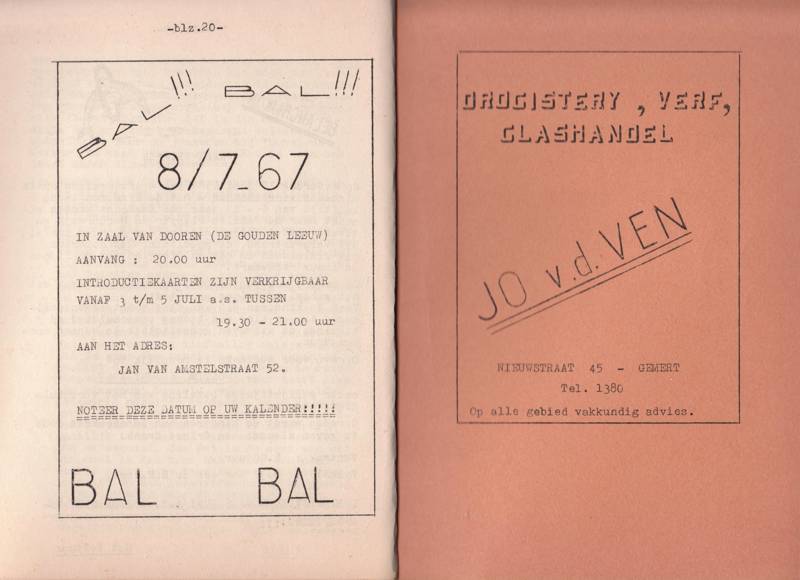 -blz.20-
BAL!!! BAL!!!
8/7-67
IN ZAAL VAN DOOREN (DE GOUDEN LEEUW)
AANVANG : 20.00 uur
INTRODUCTIEKAARTEN ZIJN VERKRIJGBAAR
VANAF 3 t/m 5 JULI a.s. TUSSEN
19.30 - 21.00 uur
AAN HET ADRES:
JAN VAN AMSTELSTRAAT 52.
NOTEER DEZE DATUM OP UW KALENDER!!!!!
BAL BAL
DROGISTERY , VERF,
GLASHANDEL
JO v.d. VEN
NIEUWSTRAAT 45 - GEMERT
Tel. 1380
Op alle gebied vakkundig advies.